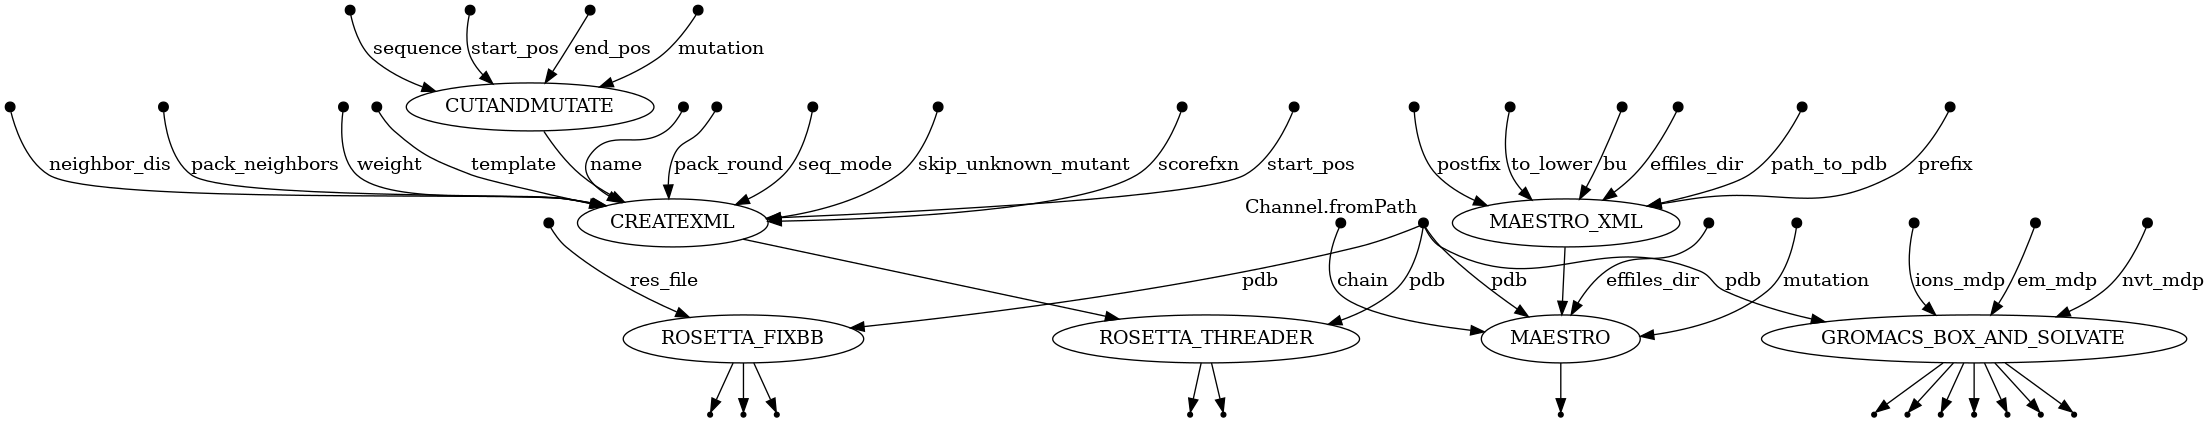 sequence start_pos end_pos mutation
CUTANDMUTATE
neighbor_dis pack_neighbors weight template name pack_round seq_mode skip_unknown_mutant scorefxn start_pos postfix to_lower bu effiles_dir path_to_pdb prefix
Channel.fromPath
CREATEXML MAESTRO_XML
res_file pdb chain pdb pdb effiles_dir pdb mutation ions_mdp em_mdp nvt_mdp
ROSETTA_FIXBB ROSETTA_THREADER MAESTRO GROMACS_BOX_AND_SOLVATE